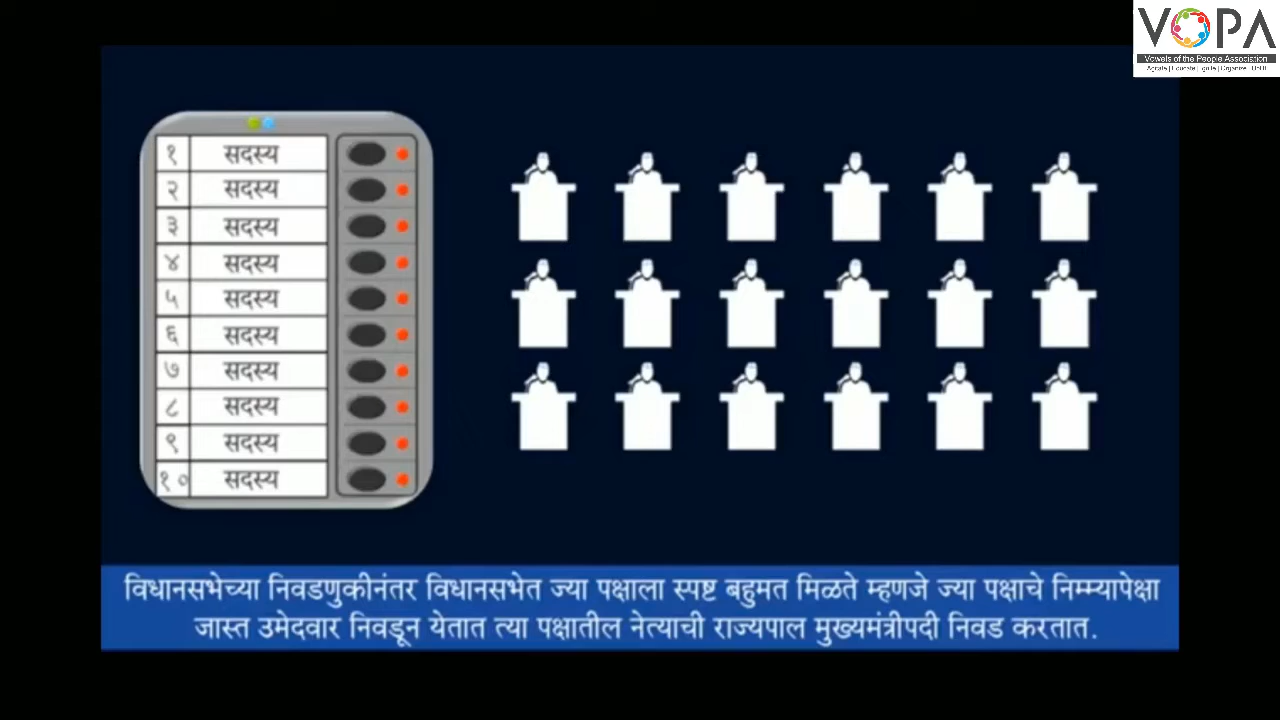 VOPA
Vowels of the People Association
१ सदस्य
२ सदस्य
३ सदस्य
४ सदस्य
५ सदस्य
६ सदस्य
७ सदस्य
८ सदस्य
९ सदस्य
१० सदस्य
विधानसभेच्या निवडणुकीनंतर विधानसभेत ज्या पक्षाला स्पष्ट बहुमत मिळते म्हणजे ज्या पक्षाचे निम्म्यापेक्षा
जास्त उमेदवार निवडून येतात त्या पक्षातील नेत्याची राज्यपाल मुख्यमंत्रीपदी निवड करतात.